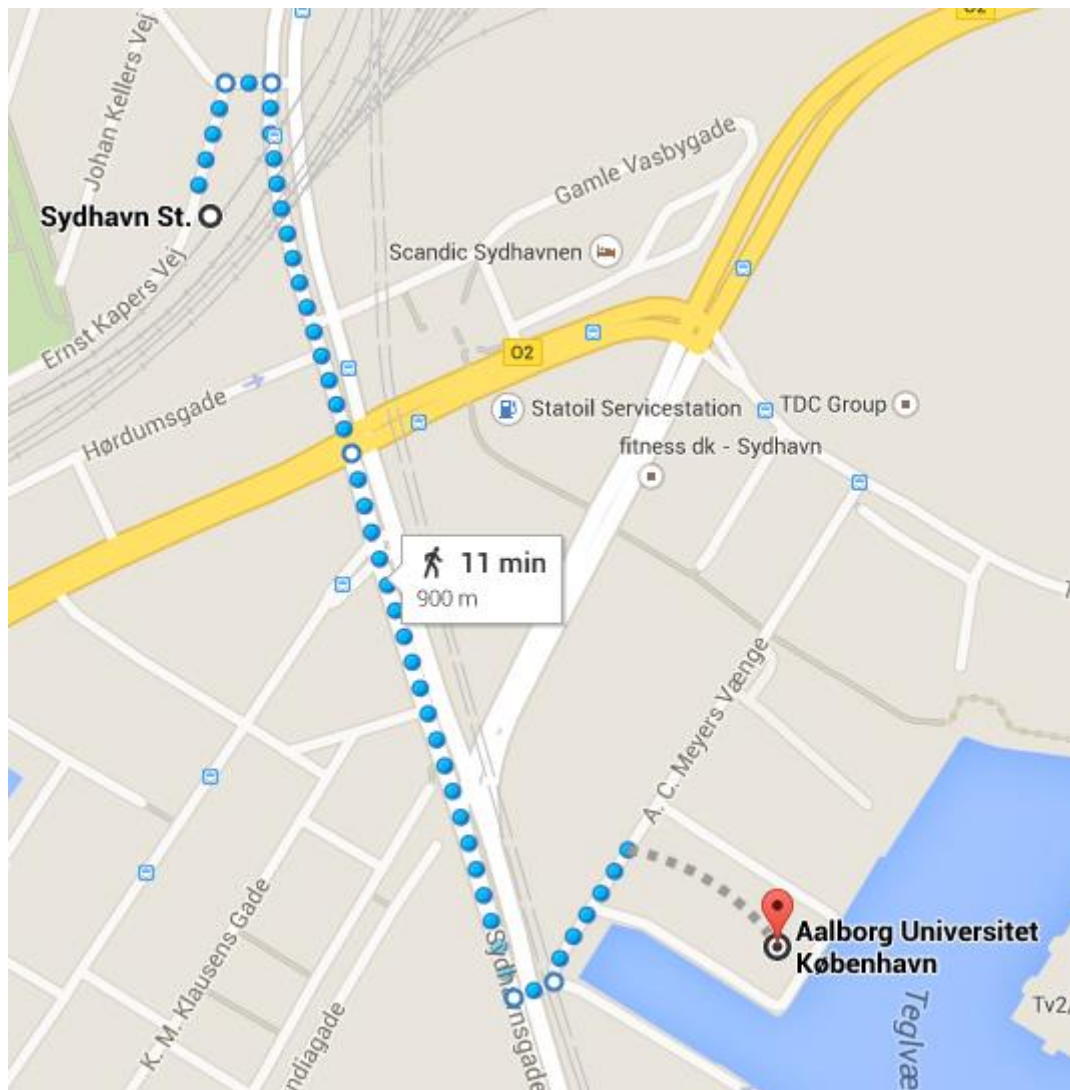 O2
Johan Kellers Vej
Gamle Vasbygade
Sydhavn St.
Scandic Sydhavnen
Ernst Kapers Vej
O2
Hørdumsgade
Statoil Servicestation
TDC Group
fitness dk - Sydhavn
11 min
900 m
T
A. C. Meyers Vænge
K. M. Klausens Gade
Sydhavnsgade
Aalborg Universitet
København
Teglvæ
Tv2/
ndiagade